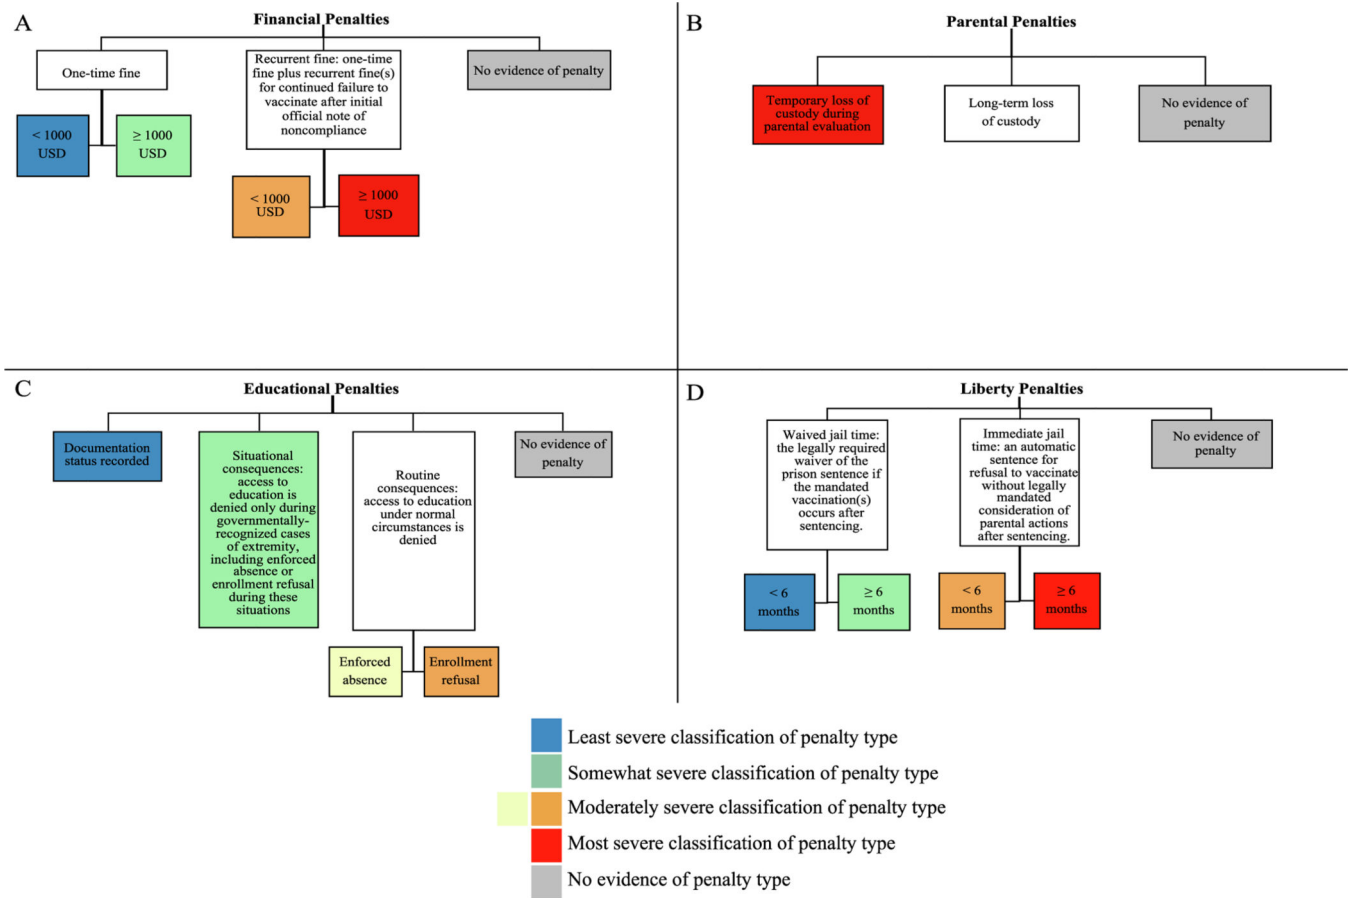 A
Financial Penalties
One-time fine
< 1000
USD
≥ 1000
USD
Recurrent fine: one-time
fine plus recurrent fine(s)
for continued failure to
vaccinate after initial
official note of
noncompliance
< 1000
USD
≥ 1000
USD
No evidence of penalty
B
Parental Penalties
Temporary loss of
custody during
parental evaluation
Long-term loss
of custody
No evidence of
penalty
C
Educational Penalties
Documentation
status recorded
Situational
consequences:
access to
education is
denied only during
governmentally-
recognized cases
of extremity,
including enforced
absence or
enrollment refusal
during these
situations
Routine
consequences:
access to education
under normal
circumstances is
denied
Enforced
absence
Enrollment
refusal
No evidence of
penalty
D
Liberty Penalties
Waived jail time:
the legally required
waiver of the
prison sentence if
the mandated
vaccination(s)
occurs after
sentencing.
< 6
months
≥ 6
months
Immediate jail
time: an automatic
sentence for
refusal to vaccinate
without legally
mandated
consideration of
parental actions
after sentencing.
< 6
months
≥ 6
months
No evidence of
penalty
Least severe classification of penalty type
Somewhat severe classification of penalty type
Moderately severe classification of penalty type
Most severe classification of penalty type
No evidence of penalty type